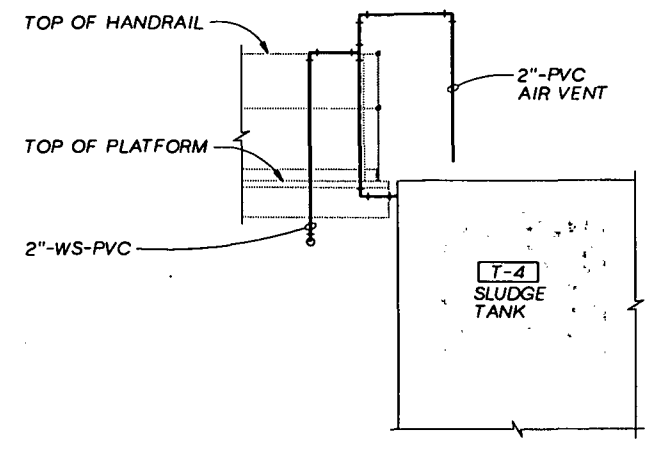 TOP OF HANDRAIL
2"-PVC
AIR VENT
TOP OF PLATFORM
2"-WS-PVC
T-4
SLUDGE
TANK